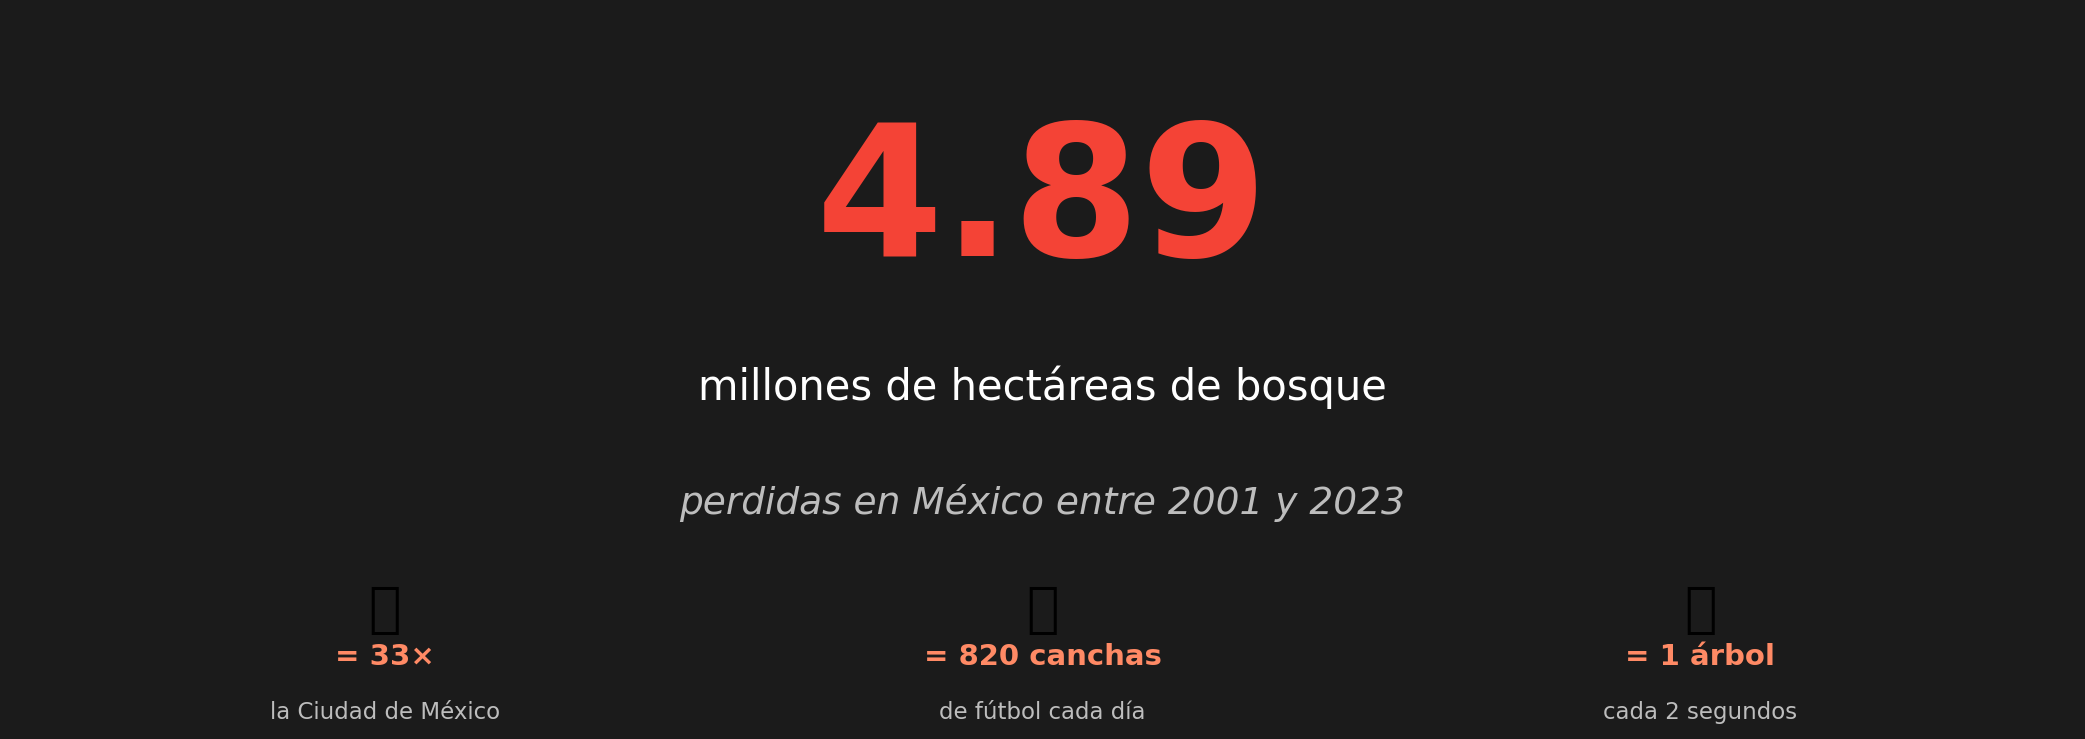 4.89
millones de hectáreas de bosque
perdidas en México entre 2001 y 2023
= 33×
la Ciudad de México
= 820 canchas
de fútbol cada día
= 1 árbol
cada 2 segundos